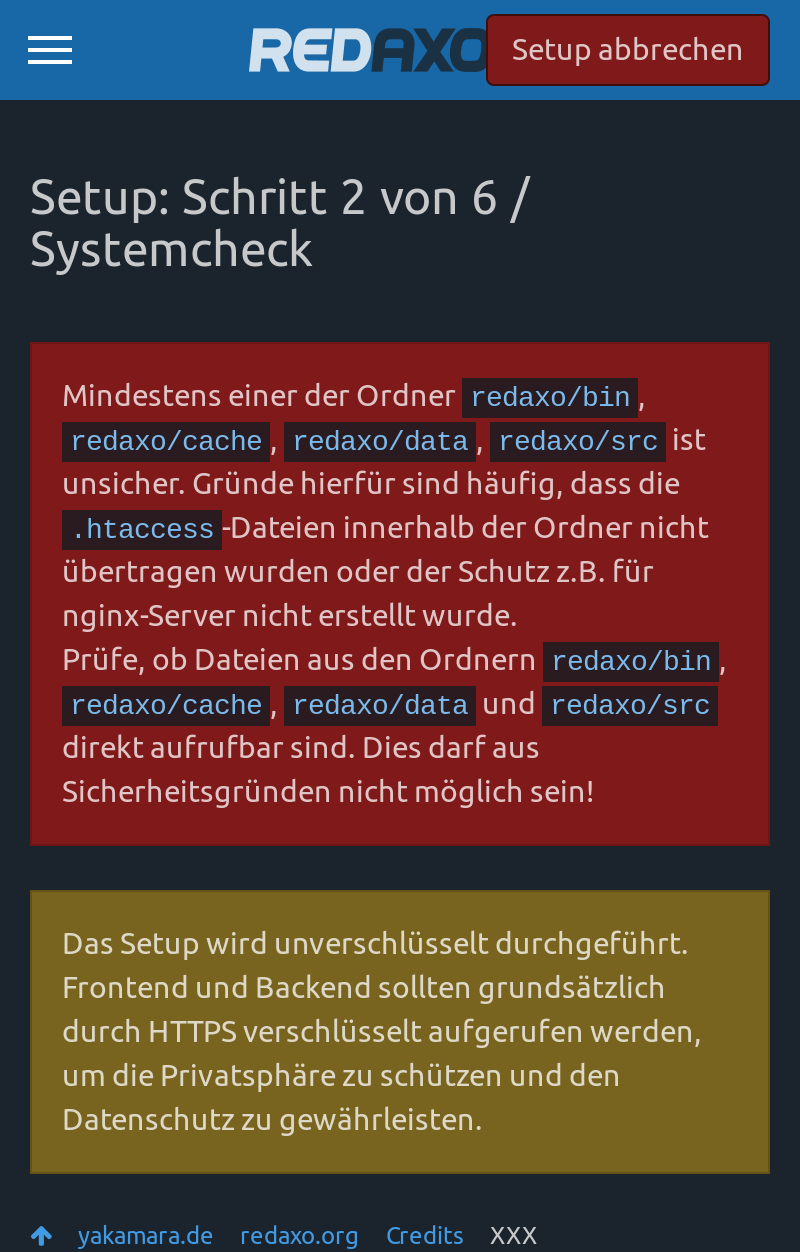 REDAXO
Setup abbrechen
Setup: Schritt 2 von 6 /
Systemcheck
Mindestens einer der Ordner redaxo/bin,
redaxo/cache, redaxo/data, redaxo/src ist
unsicher. Gründe hierfür sind häufig, dass die
.htaccess-Dateien innerhalb der Ordner nicht
übertragen wurden oder der Schutz z.B. für
nginx-Server nicht erstellt wurde.
Prüfe, ob Dateien aus den Ordnern redaxo/bin,
redaxo/cache, redaxo/data und redaxo/src
direkt aufrufbar sind. Dies darf aus
Sicherheitsgründen nicht möglich sein!
Das Setup wird unverschlüsselt durchgeführt.
Frontend und Backend sollten grundsätzlich
durch HTTPS verschlüsselt aufgerufen werden,
um die Privatsphäre zu schützen und den
Datenschutz zu gewährleisten.
yakamara.de redaxo.org Credits XXX